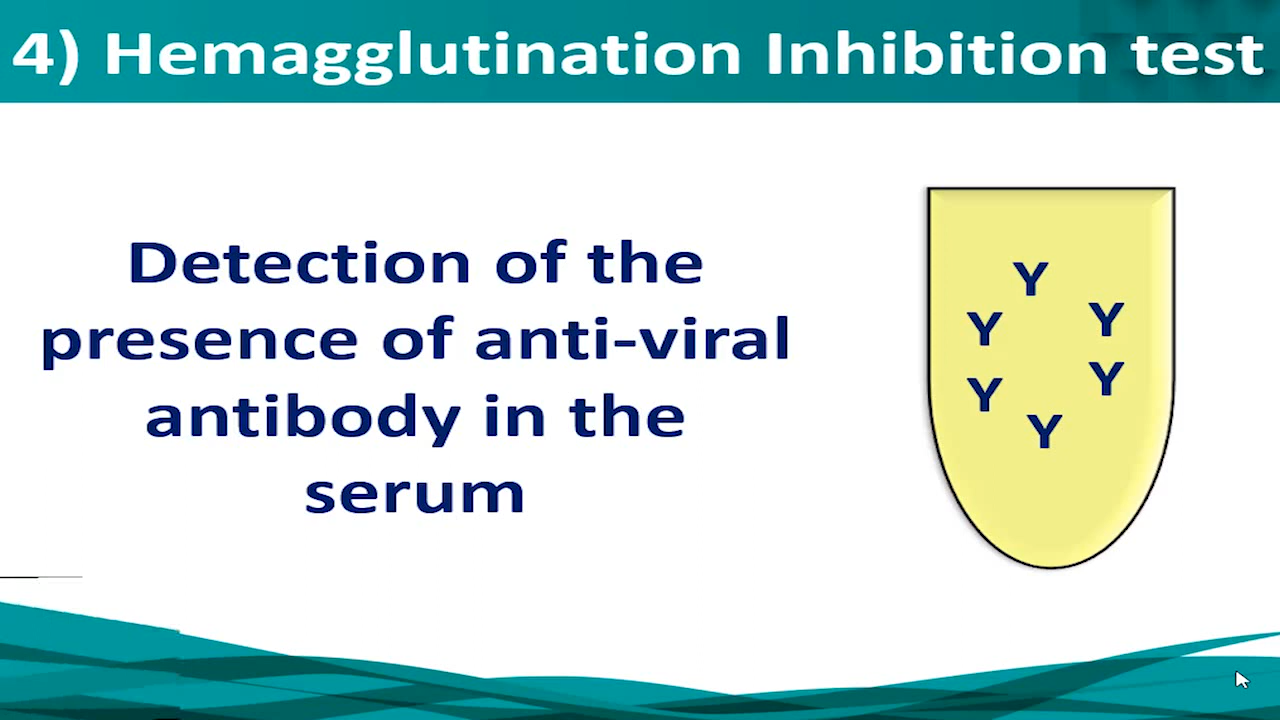 4) Hemagglutination Inhibition test
Detection of the
presence of anti-viral
antibody in the
serum
Y
Y
Y
Y
Y
Y